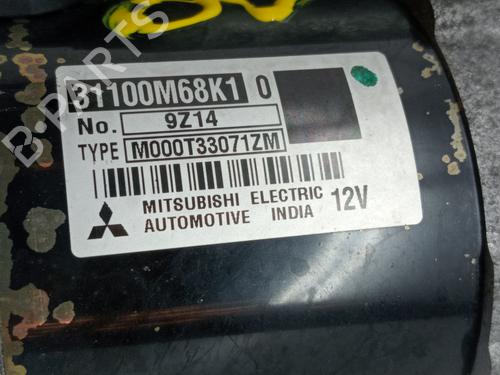 31100M68K1 0
No. 9Z14
TYPE M000T33071ZM
MITSUBISHI ELECTRIC
AUTOMOTIVE INDIA 12V